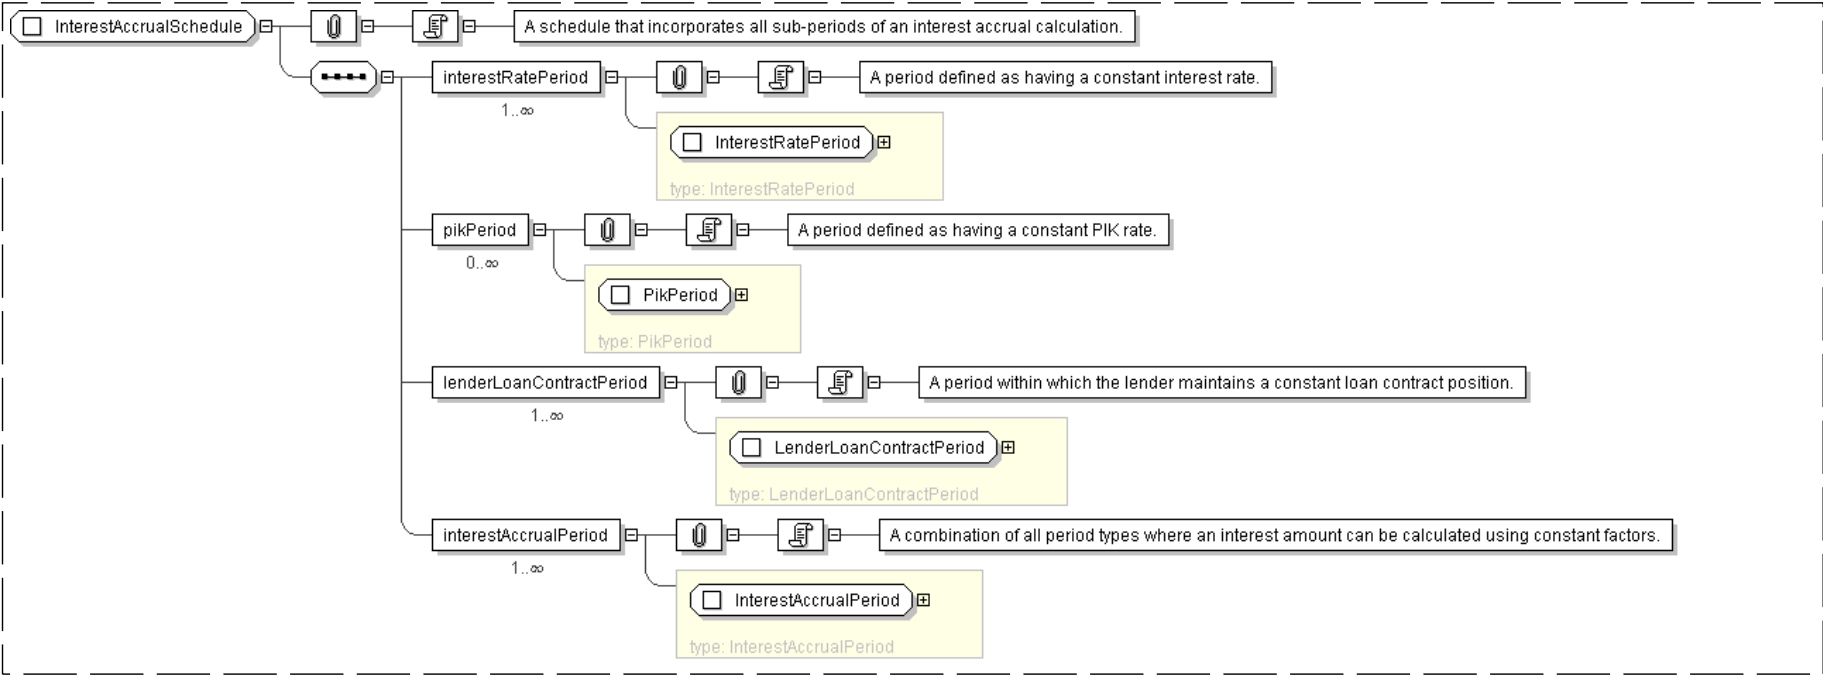 InterestAccrualSchedule
A schedule that incorporates all sub-periods of an interest accrual calculation.
interestRatePeriod
A period defined as having a constant interest rate.
1..∞
InterestRatePeriod
type: InterestRatePeriod
pikPeriod
A period defined as having a constant PIK rate.
0..∞
PikPeriod
type: PikPeriod
lenderLoanContractPeriod
A period within which the lender maintains a constant loan contract position.
1..∞
LenderLoanContractPeriod
type: LenderLoanContractPeriod
interestAccrualPeriod
A combination of all period types where an interest amount can be calculated using constant factors.
1..∞
InterestAccrualPeriod
type: InterestAccrualPeriod